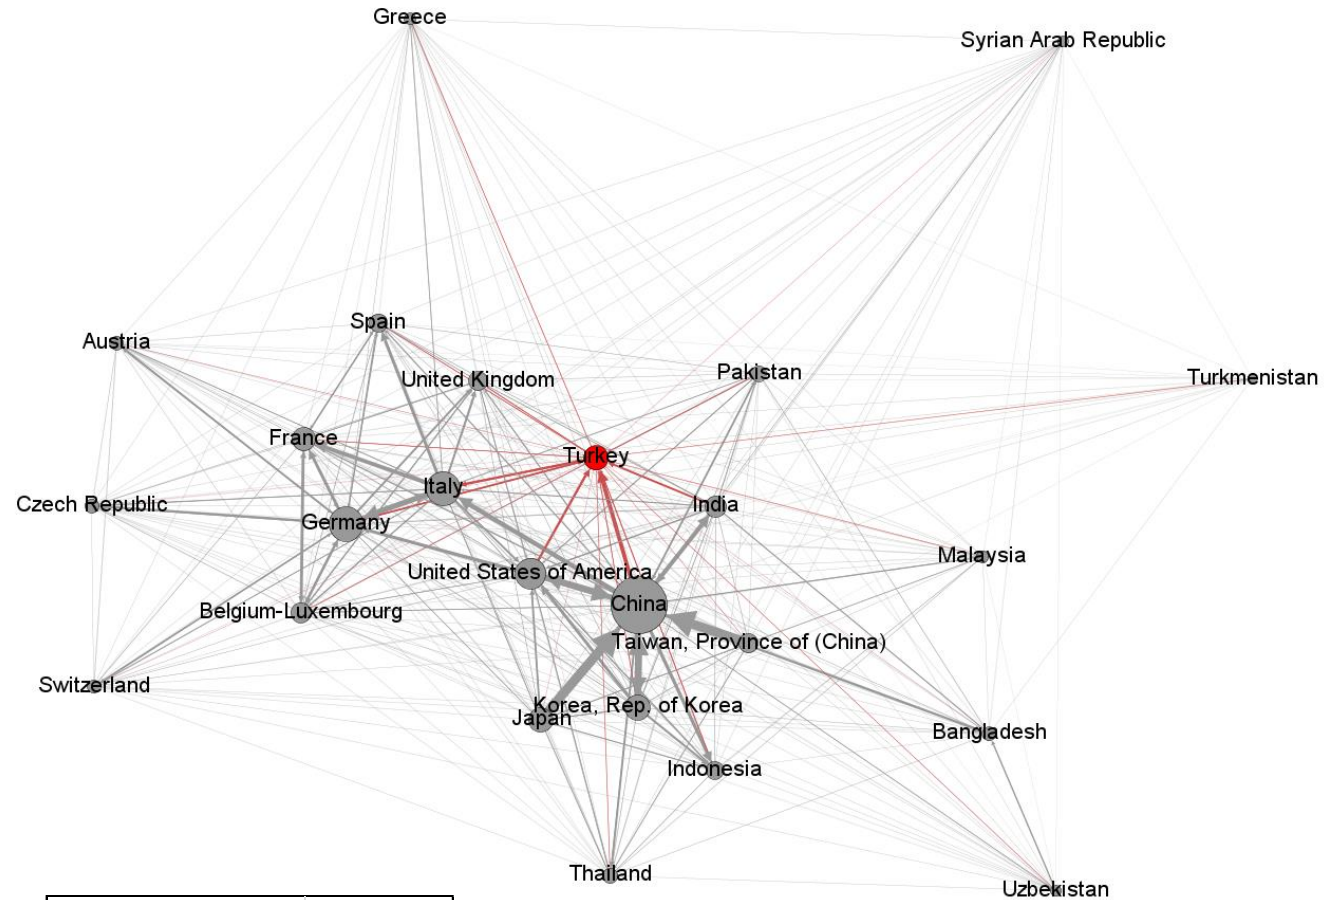 Greece
Syrian Arab Republic
Spain
Austria
United Kingdom
Pakistan
Turkmenistan
France
Turkey
Italy
Czech Republic
Germany
India
Malaysia
United States of America
China
Belgium-Luxembourg
Taiwan, Province of (China)
Switzerland
Korea, Rep. of Korea
Japan
Bangladesh
Indonesia
Thailand
Uzbekistan